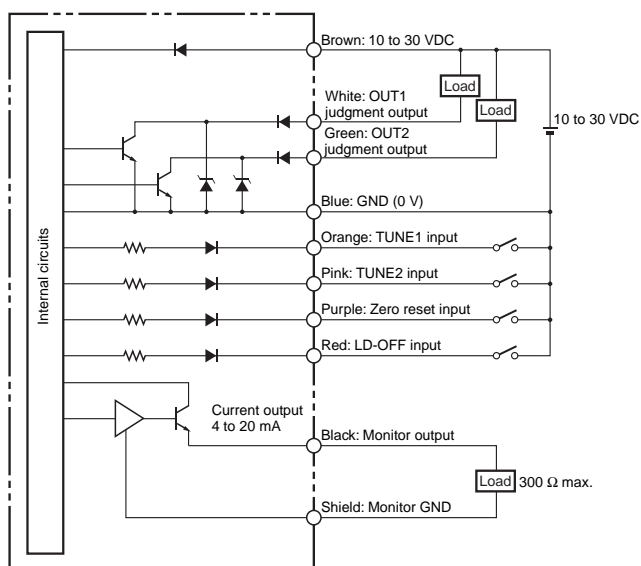 Brown: 10 to 30 VDC
Load
White: OUT1
judgment output
Load
10 to 30 VDC
Green: OUT2
judgment output
Blue: GND (0 V)
Internal circuits
Orange: TUNE1 input
Pink: TUNE2 input
Purple: Zero reset input
Red: LD-OFF input
Current output
4 to 20 mA
Black: Monitor output
Load
300 Ω max.
Shield: Monitor GND